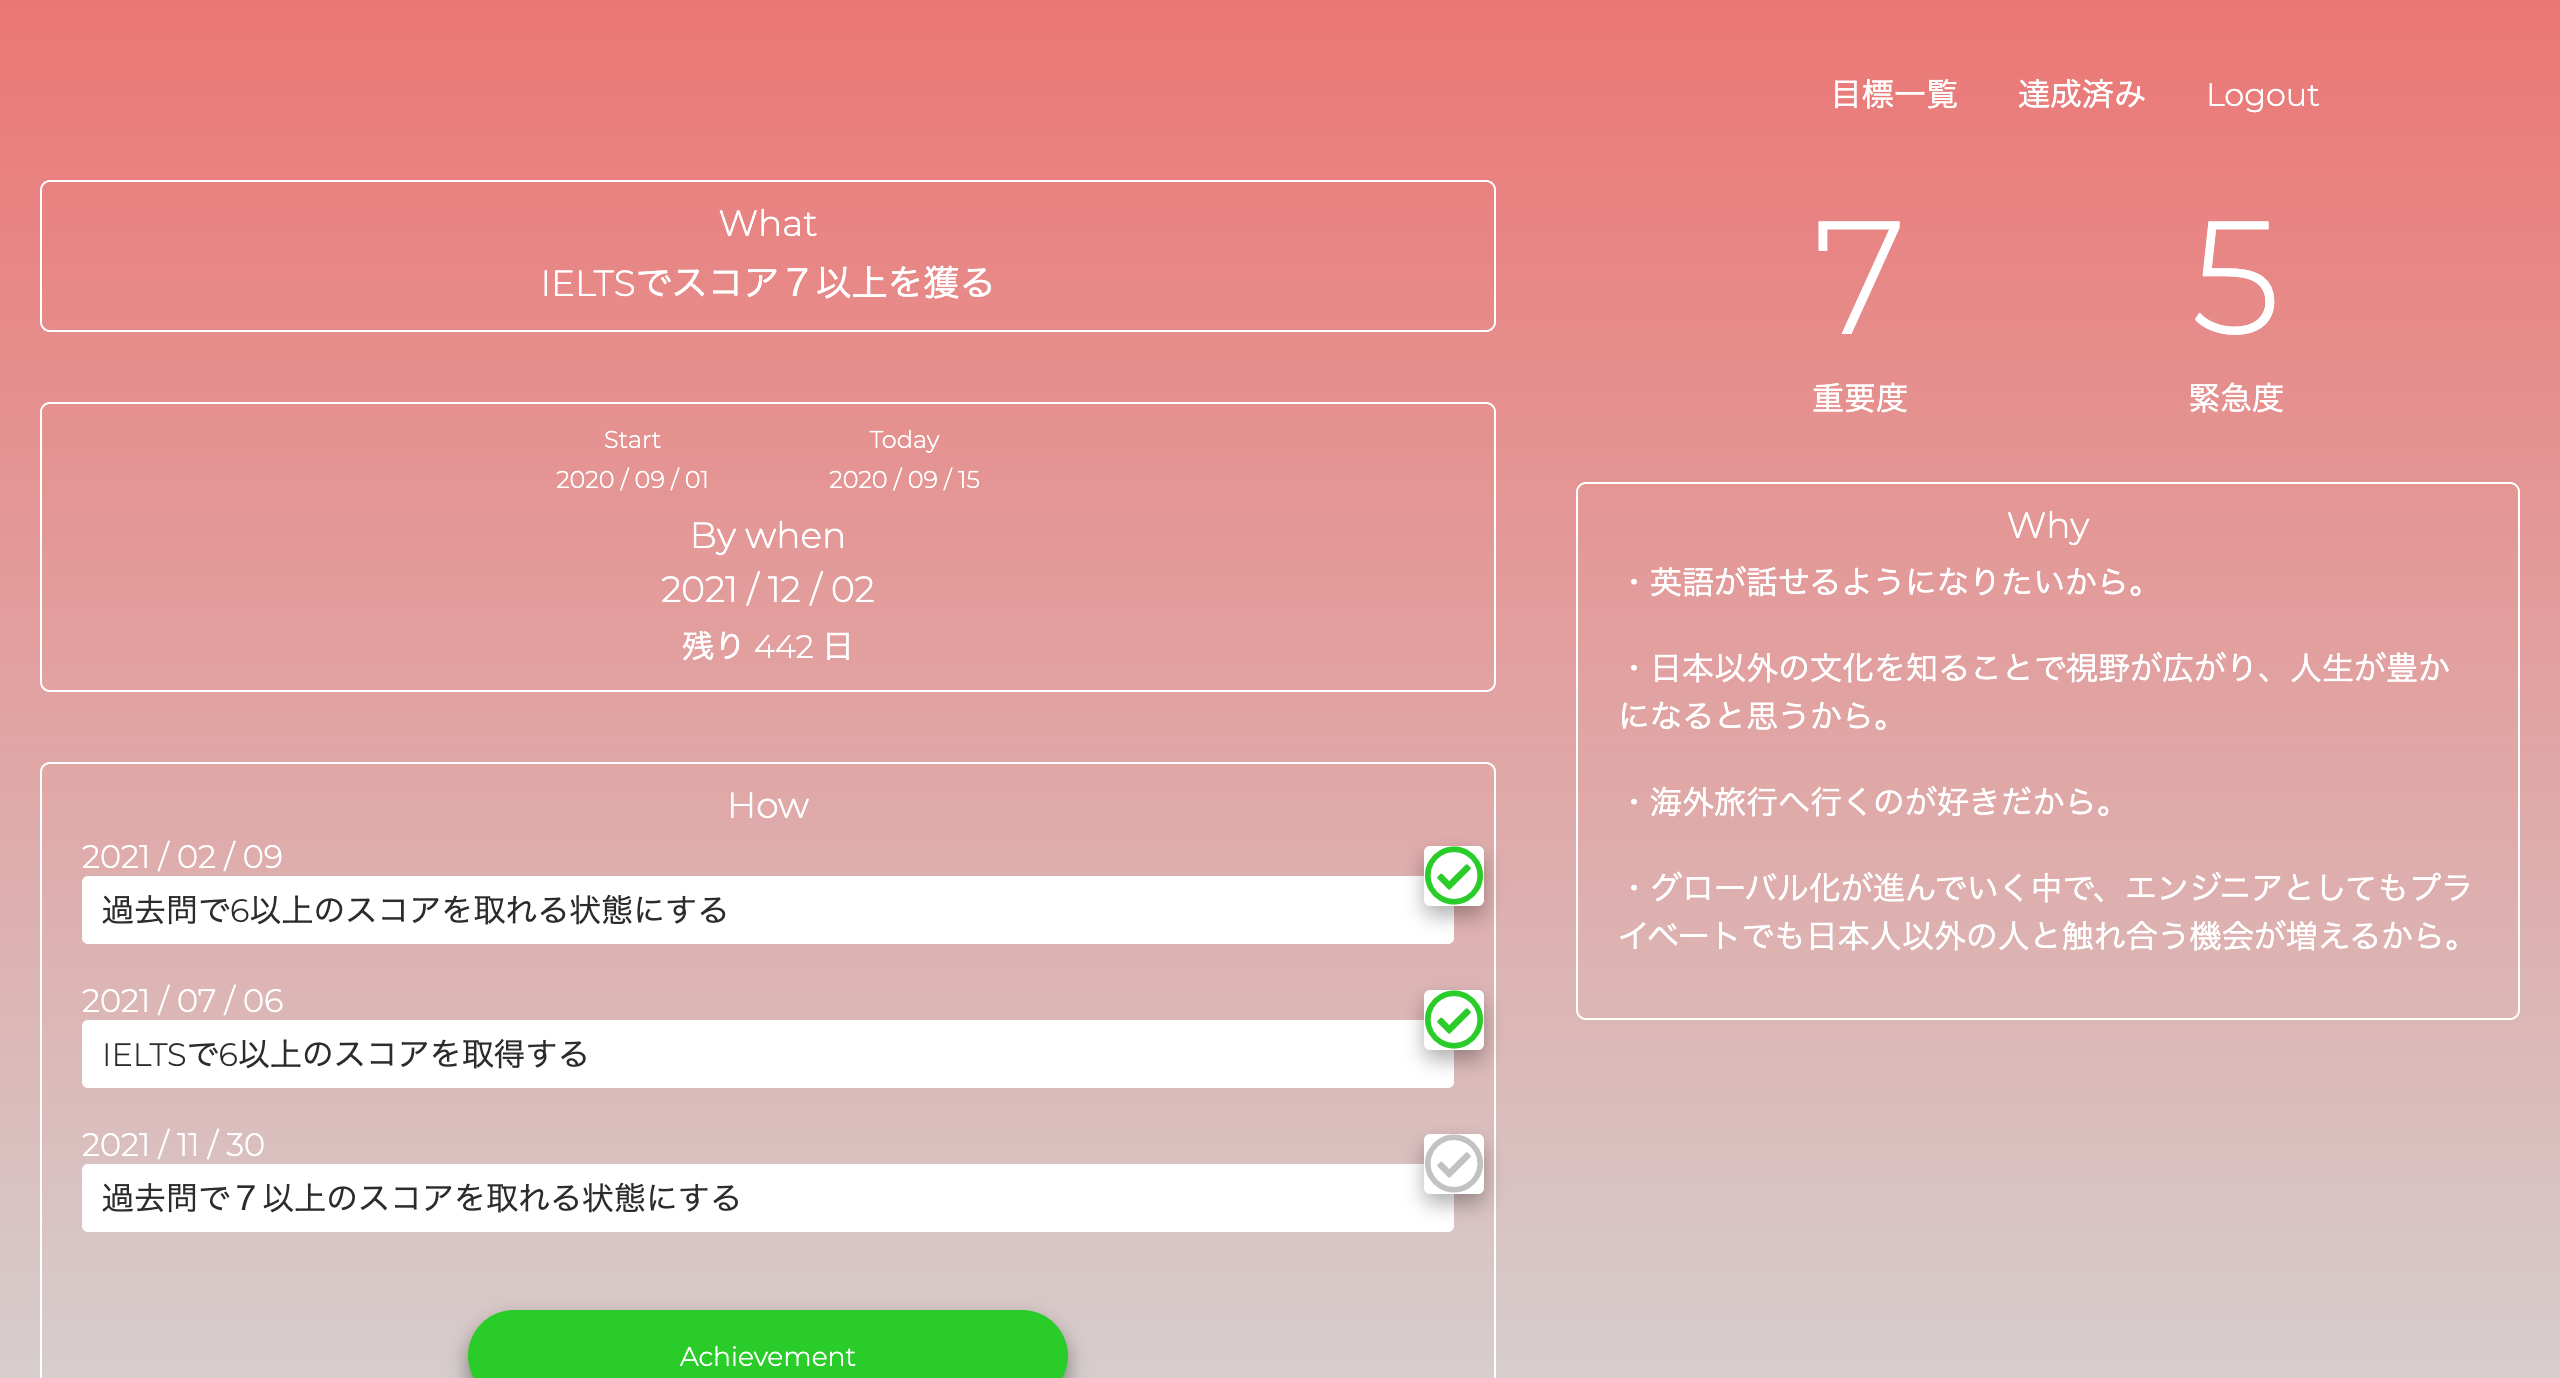 目標一覧 達成済み Logout
What
IELTSでスコア７以上を獲る
Start Today
2020 / 09 / 01 2020 / 09 / 15
By when
2021 / 12 / 02
残り 442 日
How
2021 / 02 / 09
過去問で6以上のスコアを取れる状態にする
2021 / 07 / 06
IELTSで6以上のスコアを取得する
2021 / 11 / 30
過去問で７以上のスコアを取れる状態にする
Achievement
7 5
重要度 緊急度
Why
・英語が話せるようになりたいから。
・日本以外の文化を知ることで視野が広がり、人生が豊か
になると思うから。
・海外旅行へ行くのが好きだから。
・グローバル化が進んでいく中で、エンジニアとしてもプラ
イベートでも日本人以外の人と触れ合う機会が増えるから。